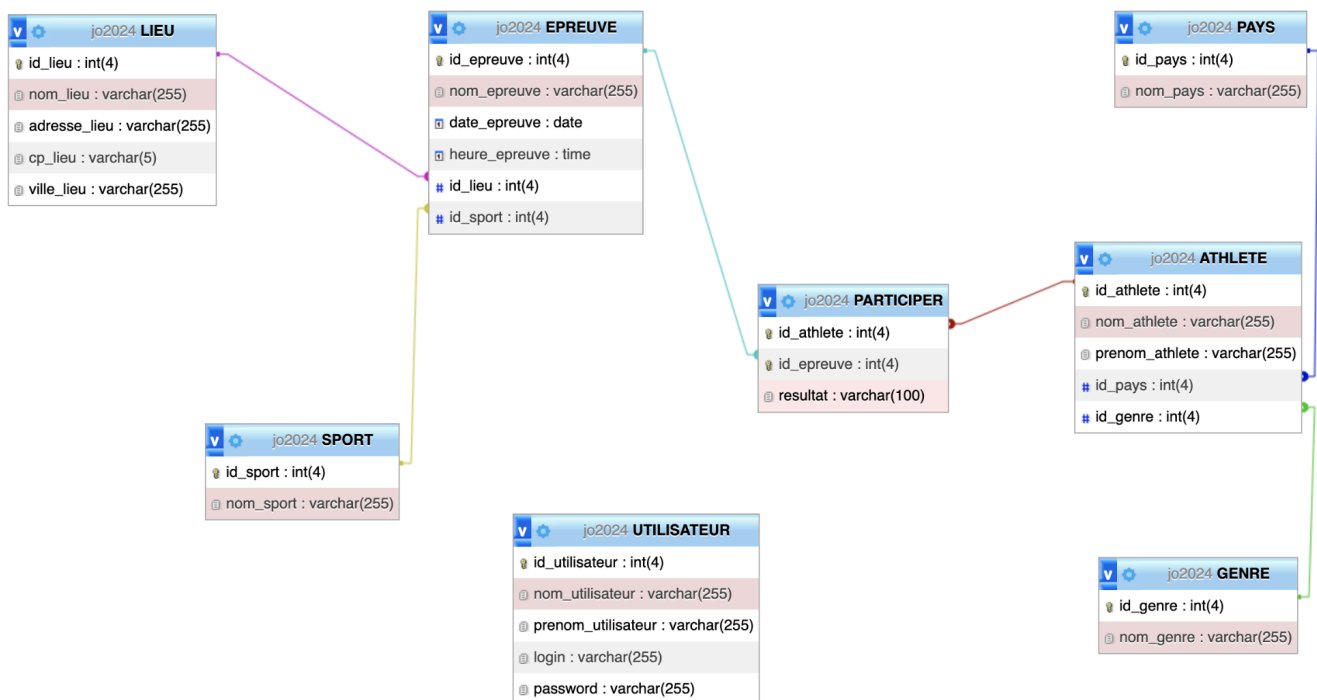 v jo2024 LIEU
id_lieu : int(4)
nom_lieu : varchar(255)
adresse_lieu : varchar(255)
cp_lieu : varchar(5)
ville_lieu : varchar(255)
v jo2024 EPREUVE
id_epreuve : int(4)
nom_epreuve : varchar(255)
date_epreuve : date
heure_epreuve : time
# id_lieu : int(4)
# id_sport : int(4)
v jo2024 PAYS
id_pays : int(4)
nom_pays : varchar(255)
v jo2024 ATHLETE
id_athlete : int(4)
nom_athlete : varchar(255)
prenom_athlete : varchar(255)
# id_pays : int(4)
# id_genre : int(4)
v jo2024 PARTICIPER
id_athlete : int(4)
id_epreuve : int(4)
resultat : varchar(100)
v jo2024 SPORT
id_sport : int(4)
nom_sport : varchar(255)
v jo2024 UTILISATEUR
id_utilisateur : int(4)
nom_utilisateur : varchar(255)
prenom_utilisateur : varchar(255)
login : varchar(255)
password : varchar(255)
v jo2024 GENRE
id_genre : int(4)
nom_genre : varchar(255)